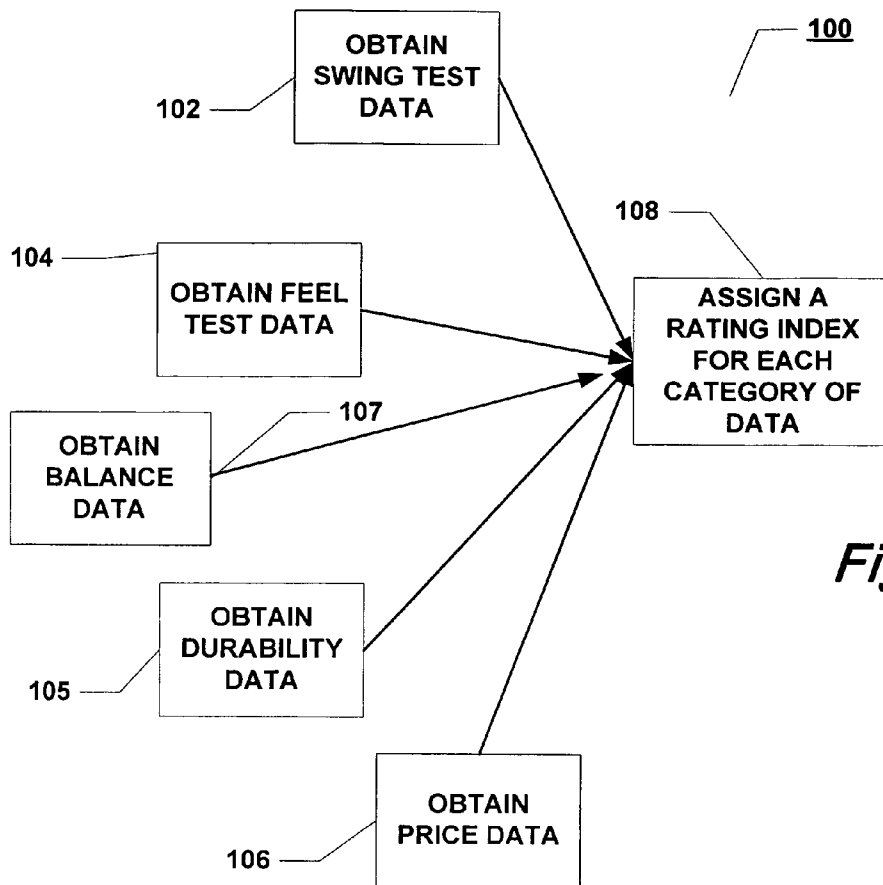 100
OBTAIN
SWING TEST
DATA
102
108
104
OBTAIN FEEL
TEST DATA
ASSIGN A
RATING INDEX
FOR EACH
CATEGORY OF
DATA
107
OBTAIN
BALANCE
DATA
Fig
OBTAIN
DURABILITY
DATA
105
OBTAIN
PRICE DATA
106